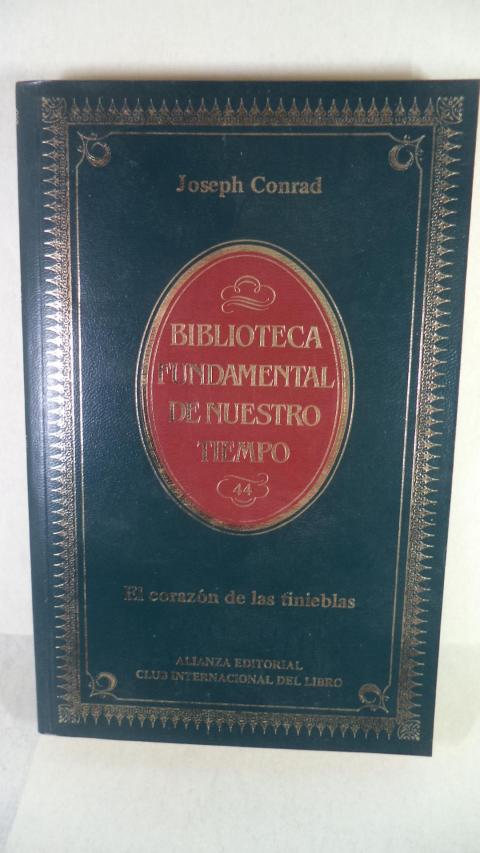 Joseph Conrad
BIBLIOTECA
FUNDAMENTAL
DE NUESTRO
TIEMPO
44
El corazón de las tinieblas
ALIANZA EDITORIAL
CLUB INTERNACIONAL DEL LIBRO